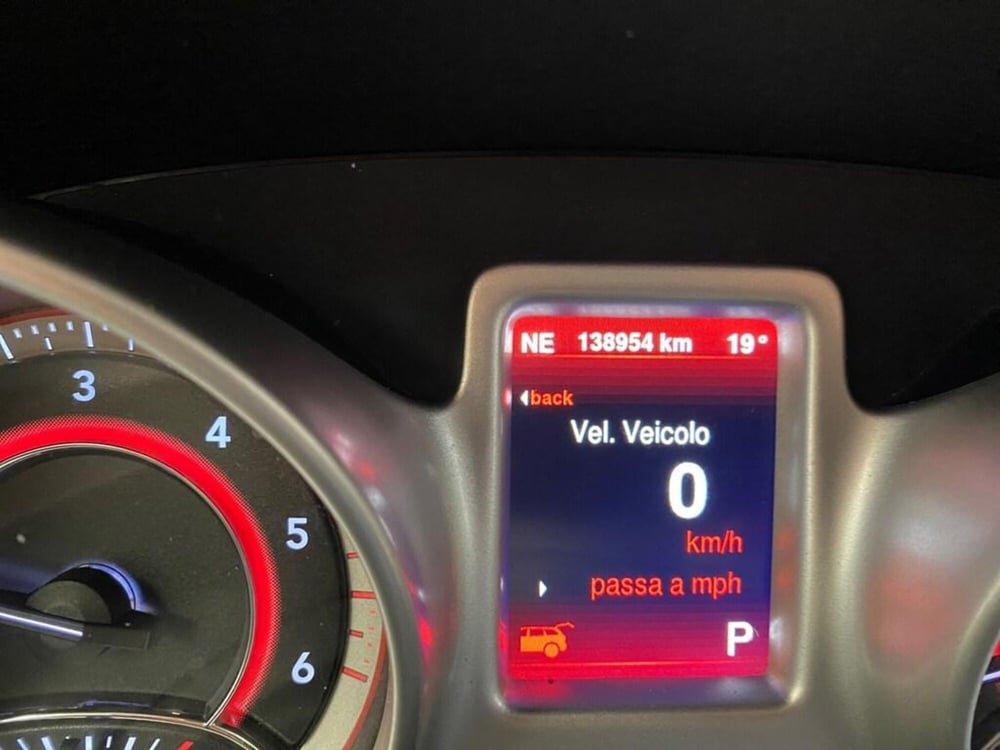 NE 138954 km 19°
back
Vel. Veicolo
0
km/h
passa a mph
P
3
4
5
6